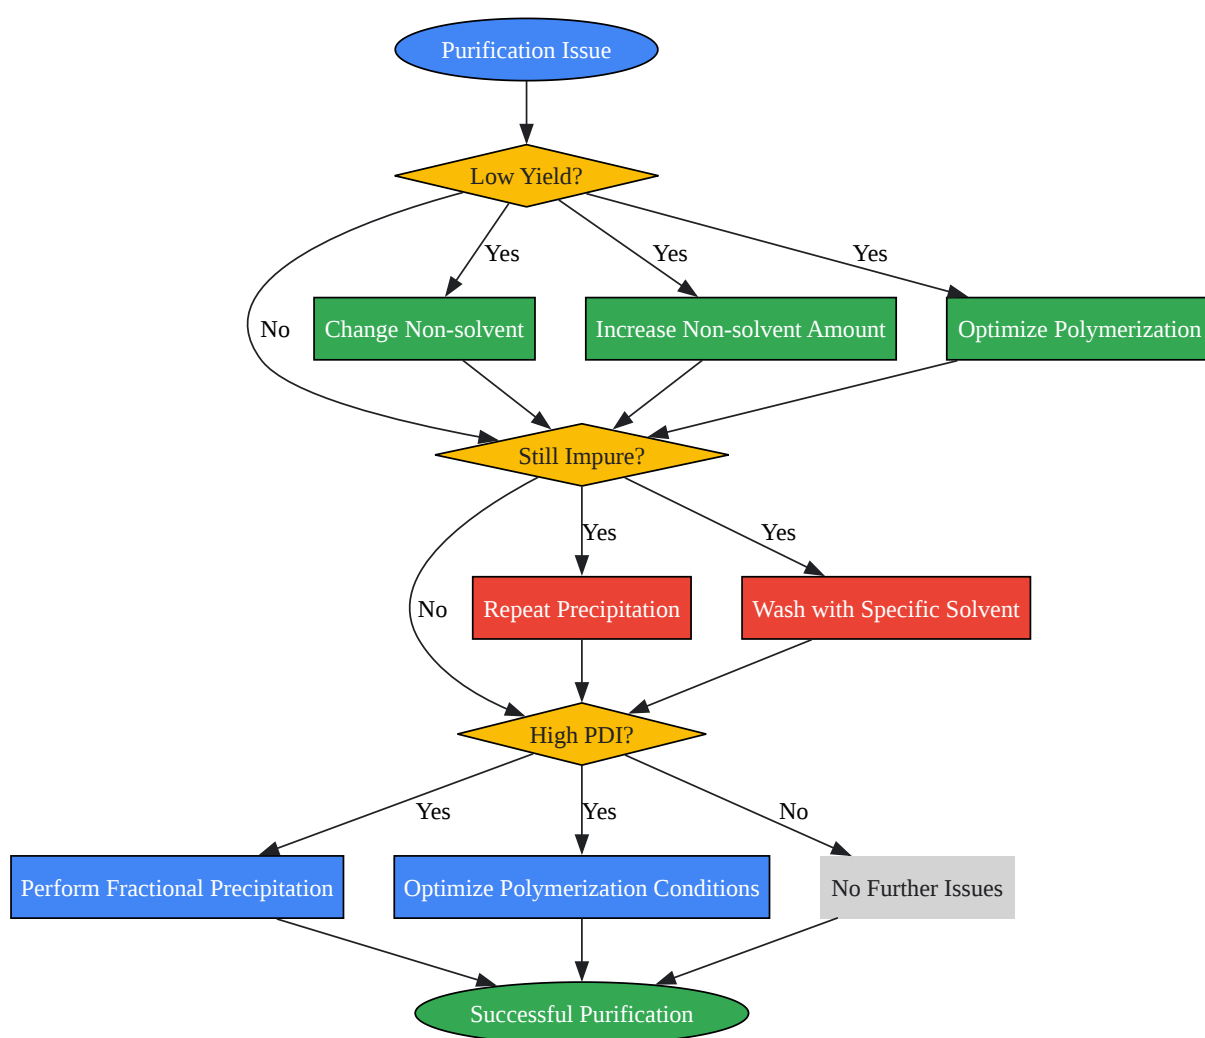 Purification Issue
Low Yield?
Yes
Yes
Yes
No
Change Non-solvent
Increase Non-solvent Amount
Optimize Polymerization
Still Impure?
Yes
Yes
No
Repeat Precipitation
Wash with Specific Solvent
High PDI?
Yes
Yes
No
Perform Fractional Precipitation
Optimize Polymerization Conditions
No Further Issues
Successful Purification